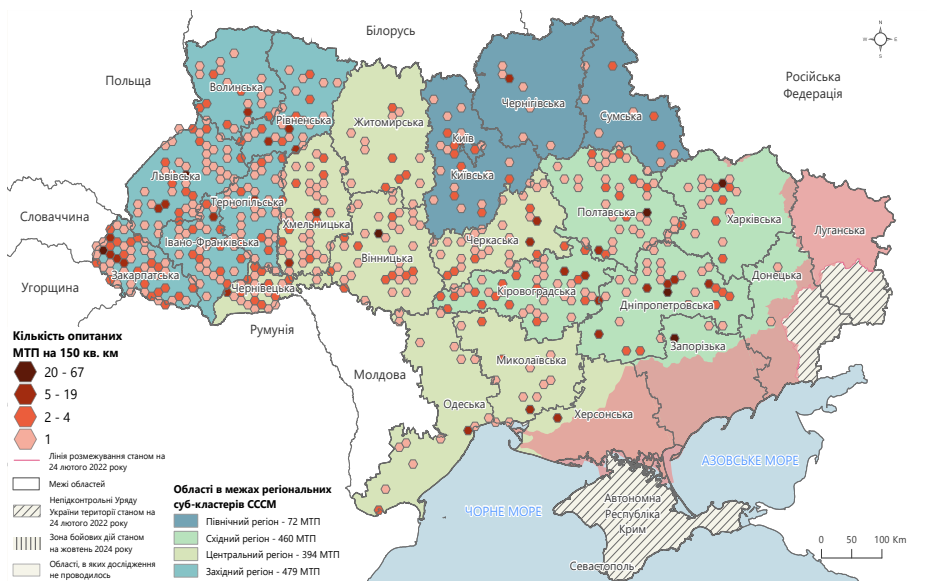 Білорусь
N
W
E
S
Польща
Російська
Федерація
Волинська
Рівненська
Житомирська
Київ
Чернігівська
Сумська
Київська
Львівська
Тернопільська
Хмельницька
Полтавська
Харківська
Луганська
Словаччина
Івано-Франківська
Вінницька
Черкаська
Закарпатська
Чернівецька
Кіровоградська
Дніпропетровська
Донецька
Угорщина
Румунія
Молдова
Миколаївська
Запорізька
Одеська
Херсонська
АЗОВСЬКЕ МОРЕ
ЧОРНЕ МОРЕ
Автономна
Республіка
Крим
Севастополь
Кількість опитаних
МТП на 150 кв. км
20 - 67
5 - 19
2 - 4
1
Лінія розмежування станом на
24 лютого 2022 року
Межі областей
Непідконтрольні Уряду
України території станом на
24 лютого 2022 року
Зона бойових дій станом
на жовтень 2024 року
Області, в яких дослідження
не проводилось
Області в межах регіональних
суб-кластерів СССМ
Північний регіон - 72 МТП
Східний регіон - 460 МТП
Центральний регіон - 394 МТП
Західний регіон - 479 МТП
0 50 100 Km